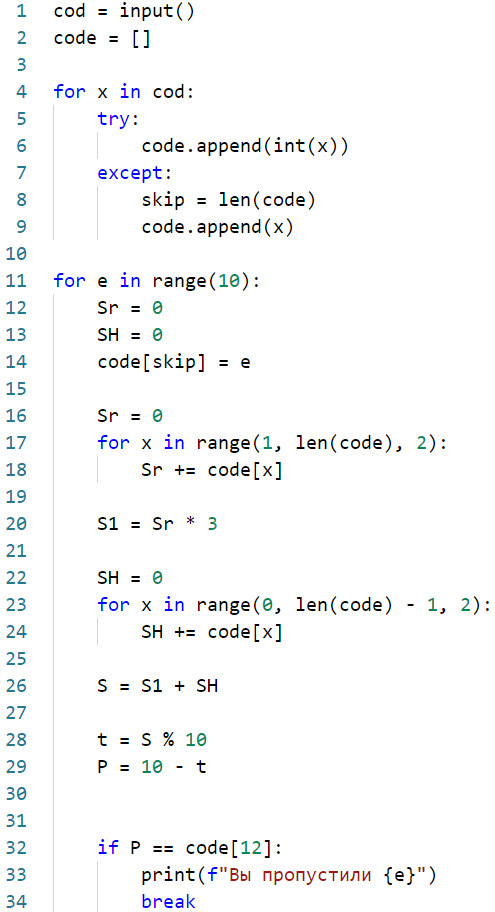 1 cod = input()
2 code = []
3
4 for x in cod:
5     try:
6         code.append(int(x))
7     except:
8         skip = len(code)
9         code.append(x)
10
11 for e in range(10):
12     Sr = 0
13     SH = 0
14     code[skip] = e
15
16     Sr = 0
17     for x in range(1, len(code), 2):
18         Sr += code[x]
19
20     S1 = Sr * 3
21
22     SH = 0
23     for x in range(0, len(code) - 1, 2):
24         SH += code[x]
25
26     S = S1 + SH
27
28     t = S % 10
29     P = 10 - t
30
31
32     if P == code[12]:
33         print(f"Вы пропустили {e}")
34         break